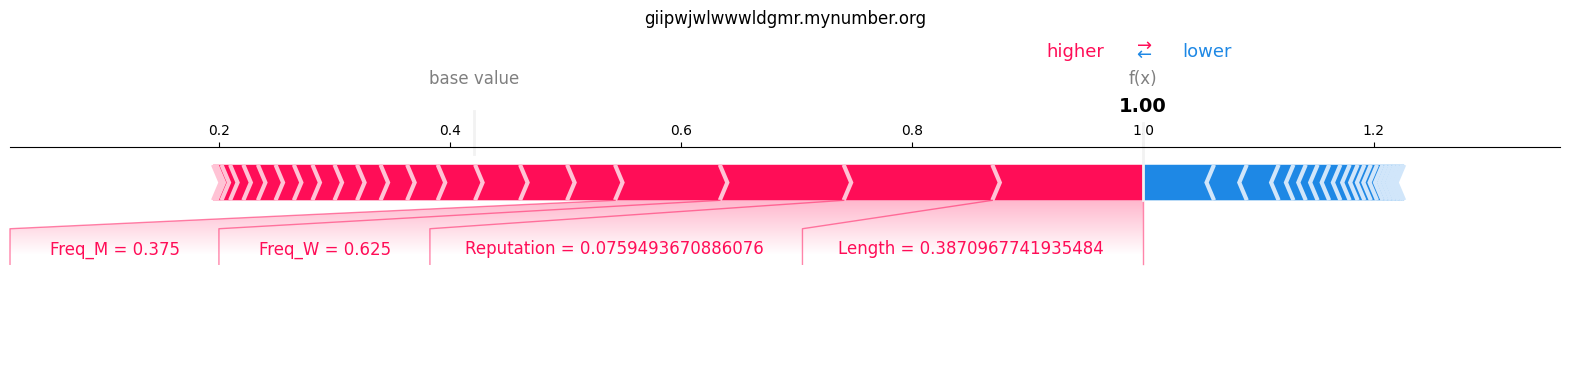 giipwjwlwwwldgmr.mynumber.org
higher ⇄ lower
base value f(x)
1.00
0.2 0.4 0.6 0.8 1.0 1.2
Freq_M = 0.375 Freq_W = 0.625 Reputation = 0.0759493670886076 Length = 0.3870967741935484